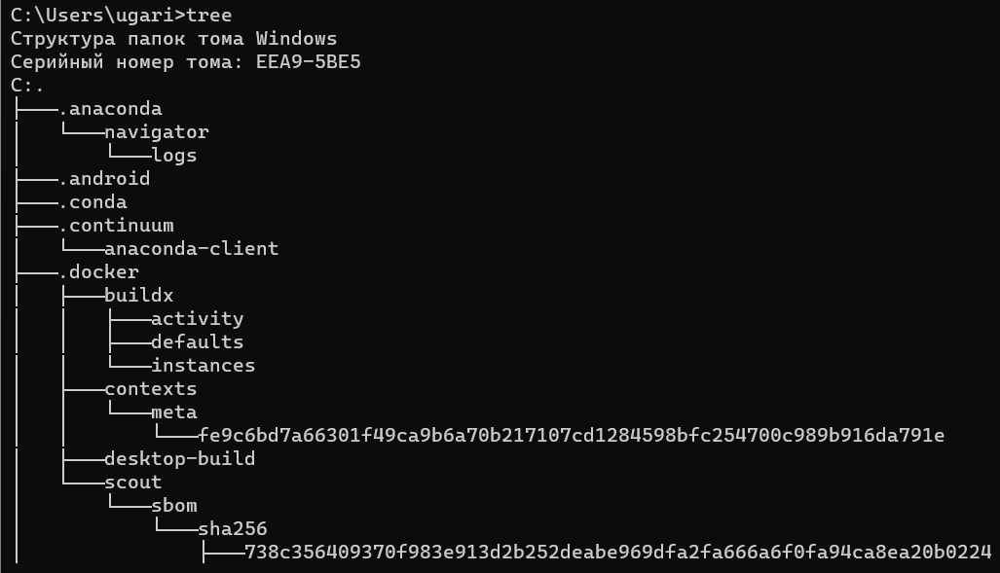 C:\Users\ugari>tree
Структура папок тома Windows
Серийный номер тома: EEA9-5BE5
C:.
├───.anaconda
│   └───navigator
│       └───logs
├───.android
├───.conda
├───.continuum
│   └───anaconda-client
├───.docker
│   ├───buildx
│   │   ├───activity
│   │   ├───defaults
│   │   └───instances
│   ├───contexts
│   │   └───meta
│   │       └───fe9c6bd7a66301f49ca9b6a70b217107cd1284598bfc254700c989b916da791e
│   ├───desktop-build
│   └───scout
│       └───sbom
│           └───sha256
│               ├───738c356409370f983e913d2b252deabe969dfa2fa666a6f0fa94ca8ea20b0224